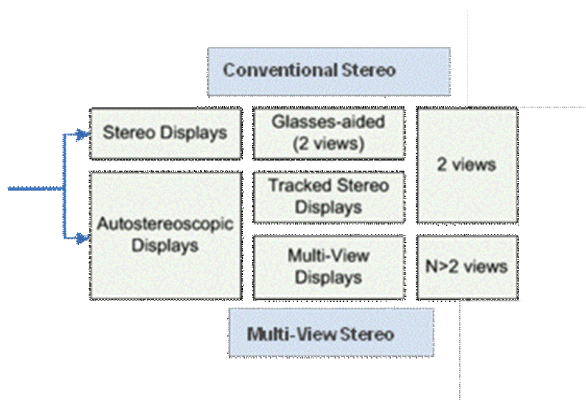 Conventional Stereo
Stereo Displays
Glasses-aided
(2 views)
2 views
Autostereoscopic
Displays
Tracked Stereo
Displays
Multi-View
Displays
N>2 views
Multi-View Stereo